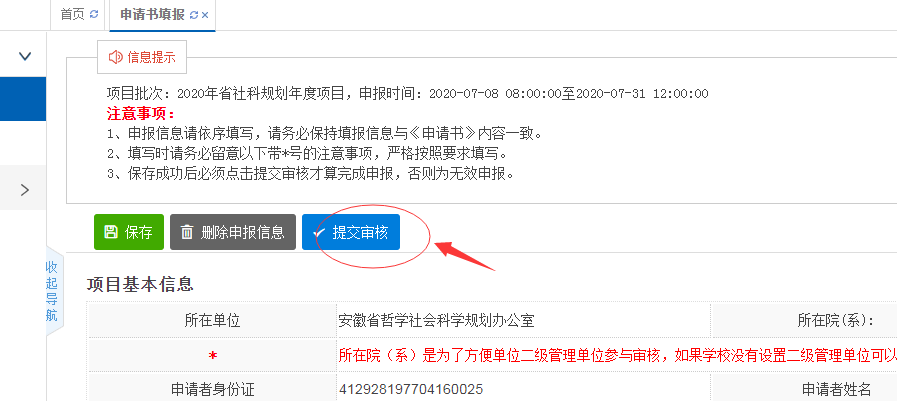 首页
申请书填报
信息提示
项目批次：2020年省社科规划年度项目，申报时间：2020-07-08 08:00:00至2020-07-31 12:00:00
注意事项：
1、申报信息请依序填写，请务必保持填报信息与《申请书》内容一致。
2、填写时请务必留意以下带*号的注意事项，严格按照要求填写。
3、保存成功后必须点击提交审核才算完成申报，否则为无效申报。
保存 删除申报信息 提交审核
收起导航
项目基本信息
所在单位 安徽省哲学社会科学规划办公室 所在院(系):
* 所在院（系）是为了方便单位二级管理单位参与审核，如果学校没有设置二级管理单位可以
申请者身份证 412928197704160025 申请者姓名